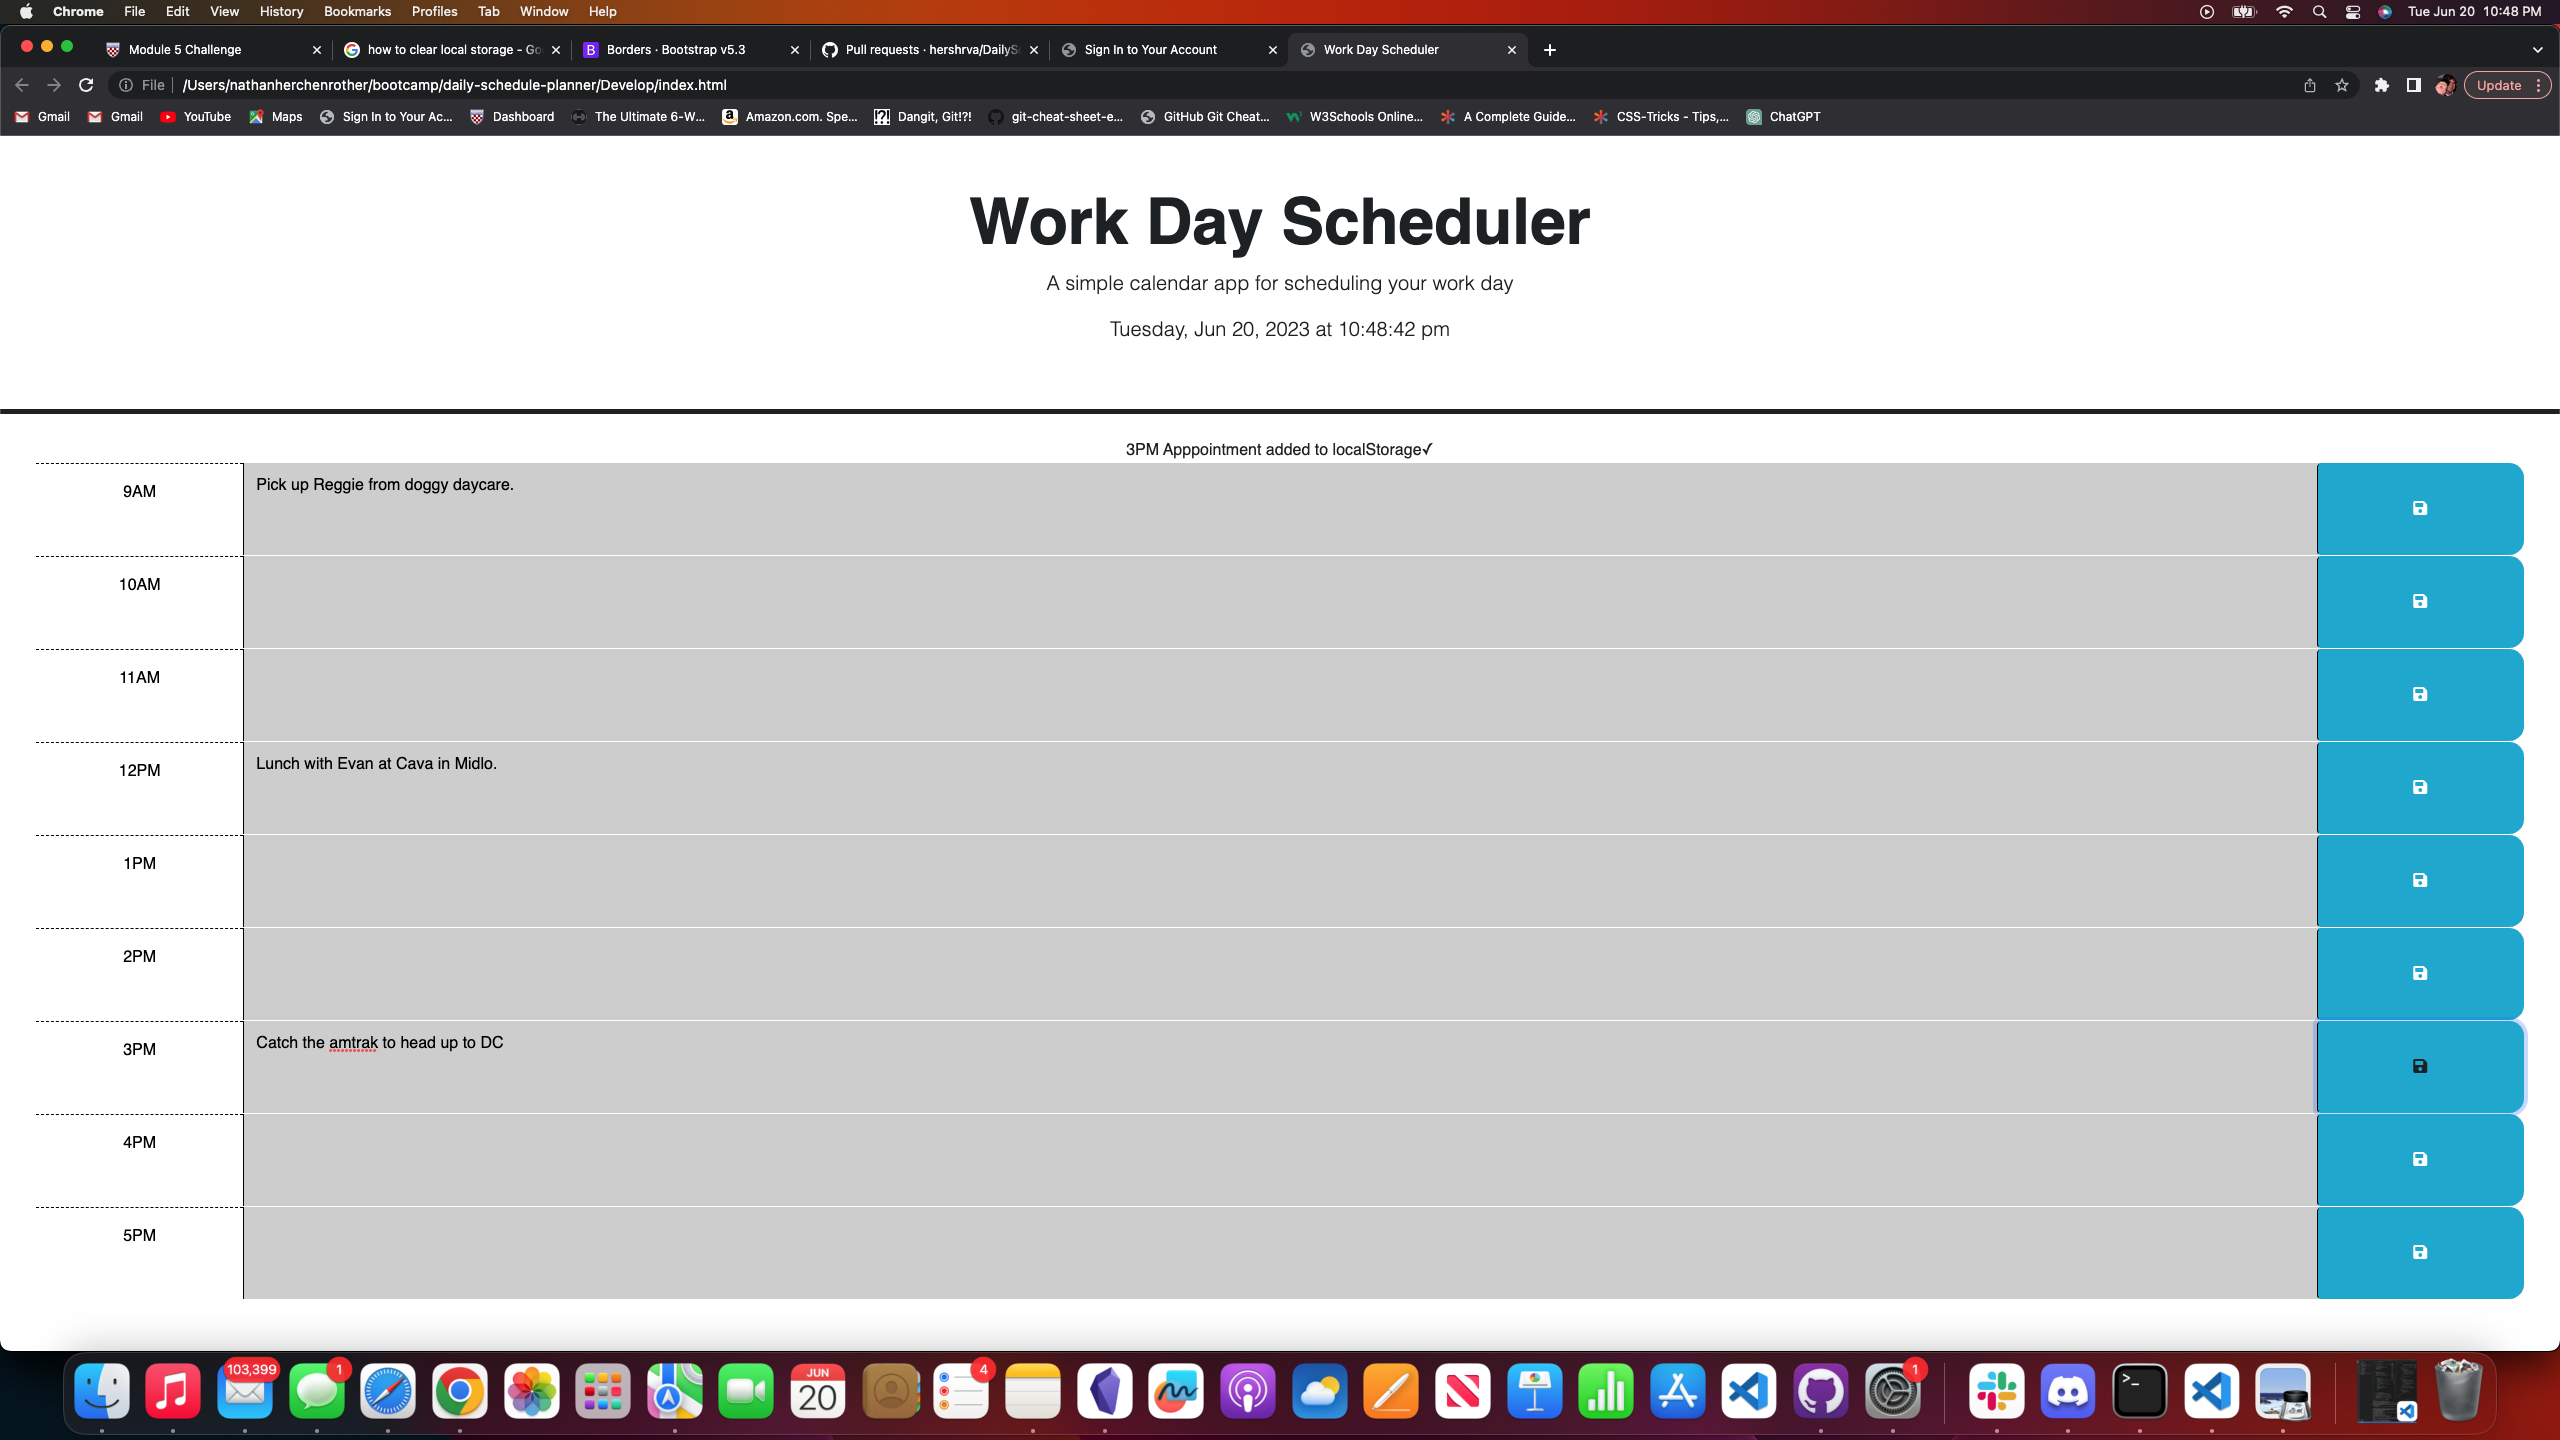 Chrome File Edit View History Bookmarks Profiles Tab Window Help Tue Jun 20 10:48 PM
Module 5 Challenge how to clear local storage - Go Borders · Bootstrap v5.3 Pull requests · hershrva/DailyS Sign In to Your Account Work Day Scheduler
File /Users/nathanherchenrother/bootcamp/daily-schedule-planner/Develop/index.html Update
Gmail Gmail YouTube Maps Sign In to Your Ac... Dashboard The Ultimate 6-W... Amazon.com. Spe... Dangit, Git!?! git-cheat-sheet-e... GitHub Git Cheat... W3Schools Online... A Complete Guide... CSS-Tricks - Tips,... ChatGPT
Work Day Scheduler
A simple calendar app for scheduling your work day
Tuesday, Jun 20, 2023 at 10:48:42 pm
3PM Apppointment added to localStorage✓
9AM Pick up Reggie from doggy daycare.
10AM
11AM
12PM Lunch with Evan at Cava in Midlo.
1PM
2PM
3PM Catch the amtrak to head up to DC
4PM
5PM
103,399 1 JUN 20 4 1